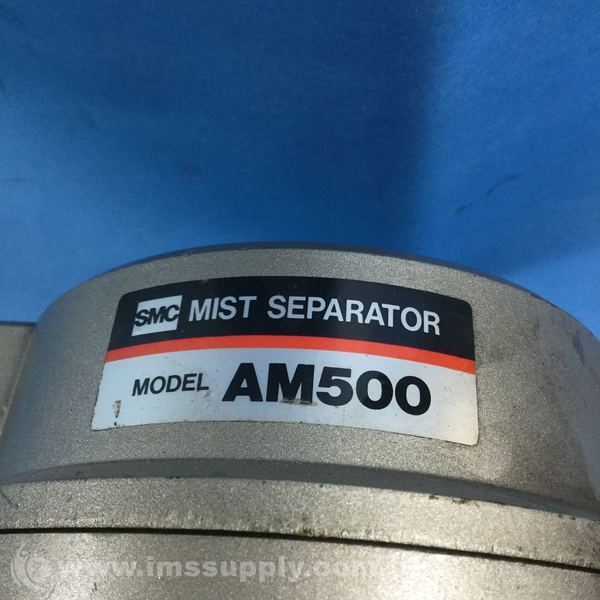 SMC MIST SEPARATOR
MODEL AM500
www.imssupply.com